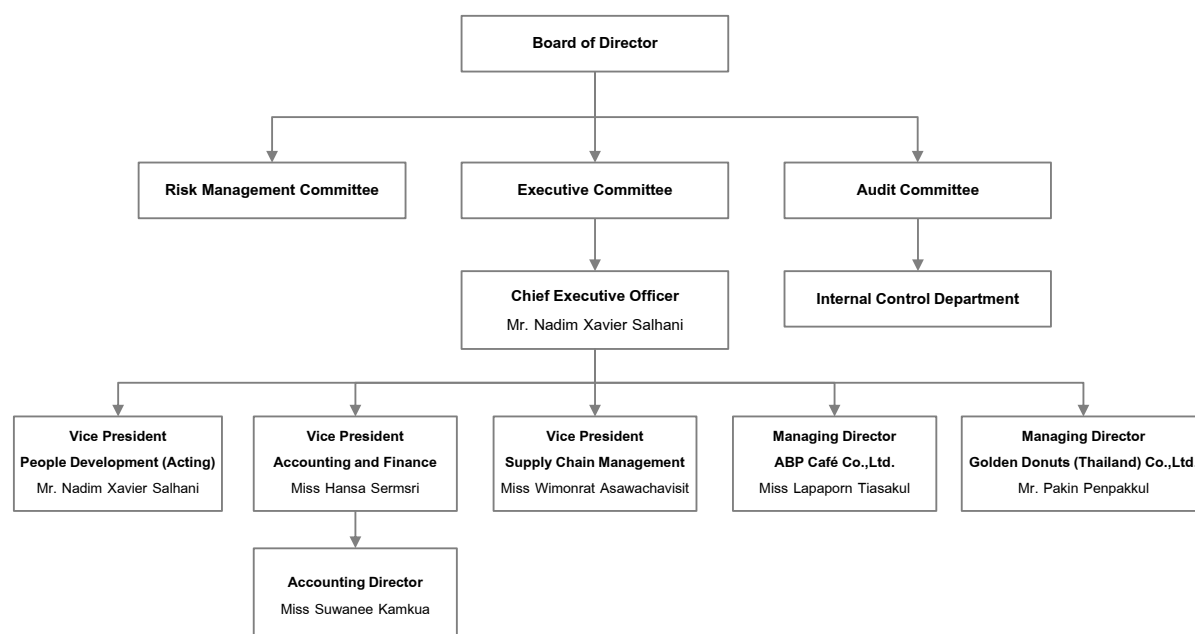 Board of Director
Risk Management Committee
Executive Committee
Audit Committee
Chief Executive Officer
Mr. Nadim Xavier Salhani
Internal Control Department
Vice President
People Development (Acting)
Mr. Nadim Xavier Salhani
Vice President
Accounting and Finance
Miss Hansa Sermsri
Vice President
Supply Chain Management
Miss Wimonrat Asawachavisit
Managing Director
ABP Café Co.,Ltd.
Miss Lapaporn Tiasakul
Managing Director
Golden Donuts (Thailand) Co.,Ltd.
Mr. Pakin Penpakkul
Accounting Director
Miss Suwanee Kamkua